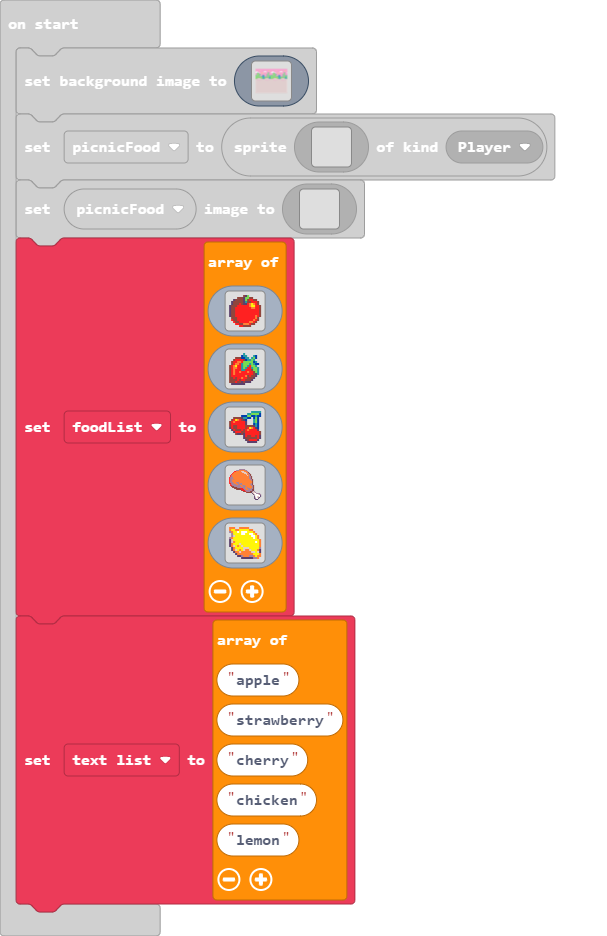 on start
set background image to
set picnicFood to sprite of kind Player
set picnicFood image to
array of
set foodList to
array of
"apple"
"strawberry"
"cherry"
set text list to
"chicken"
"lemon"